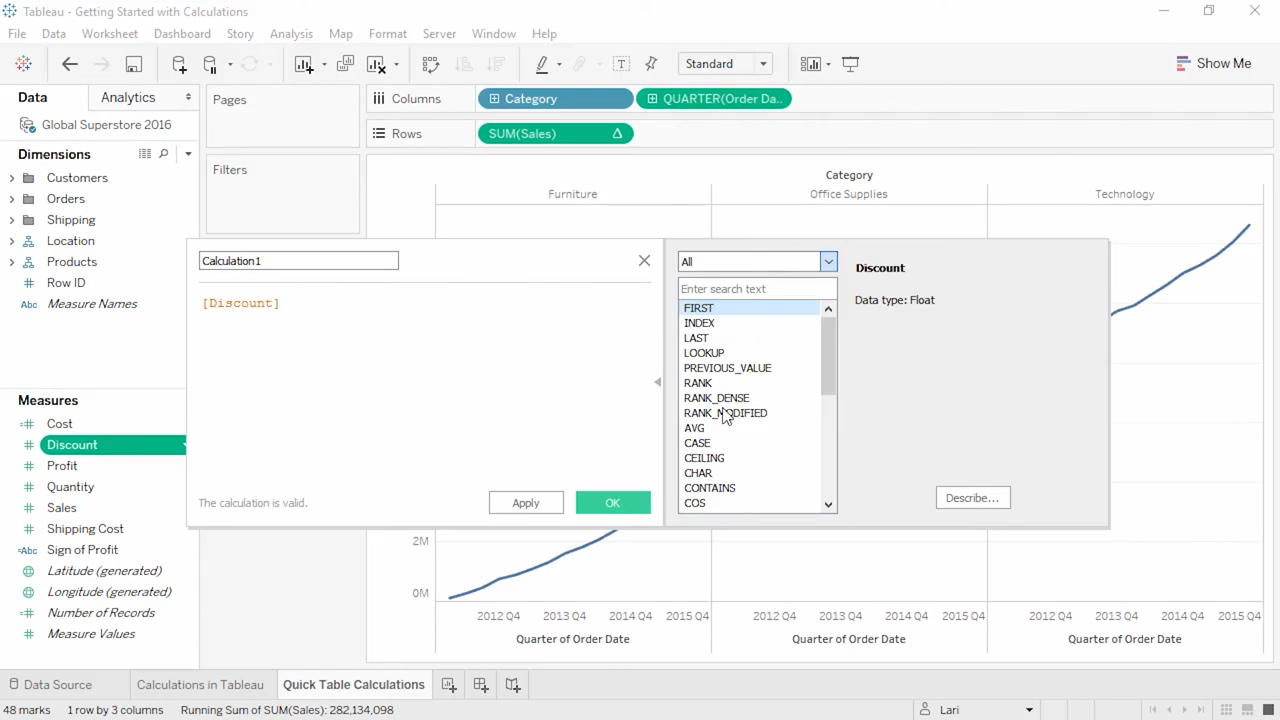 Tableau - Getting Started with Calculations
File Data Worksheet Dashboard Story Analysis Map Format Server Window Help
Standard
Show Me
Data
Analytics
Global Superstore 2016
Dimensions
Customers
Orders
Shipping
Location
Products
Row ID
Measure Names
Measures
Cost
Discount
Profit
Quantity
Sales
Shipping Cost
Sign of Profit
Latitude (generated)
Longitude (generated)
Number of Records
Measure Values
Pages
Filters
Columns
Category
QUARTER(Order Da..
Rows
SUM(Sales)
Category
Furniture
Office Supplies
Technology
Calculation1
[Discount]
The calculation is valid.
Apply
OK
All
Enter search text
FIRST
INDEX
LAST
LOOKUP
PREVIOUS_VALUE
RANK
RANK_DENSE
RANK_MODIFIED
AVG
CASE
CEILING
CHAR
CONTAINS
COS
Discount
Data type: Float
Describe...
2M
0M
2012 Q4 2013 Q4 2014 Q4 2015 Q4
2012 Q4 2013 Q4 2014 Q4 2015 Q4
2012 Q4 2013 Q4 2014 Q4 2015 Q4
Quarter of Order Date
Quarter of Order Date
Quarter of Order Date
Data Source
Calculations in Tableau
Quick Table Calculations
48 marks
1 row by 3 columns
Running Sum of SUM(Sales): 282,134,098
Lari